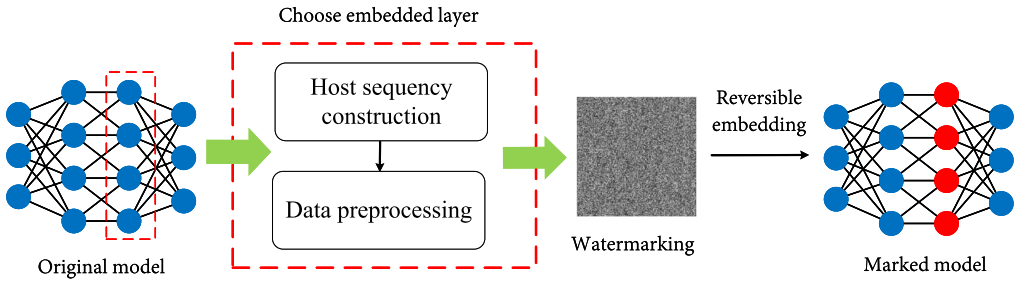 Choose embedded layer
Host sequency
construction
Data preprocessing
Original model
Watermarking
Reversible
embedding
Marked model